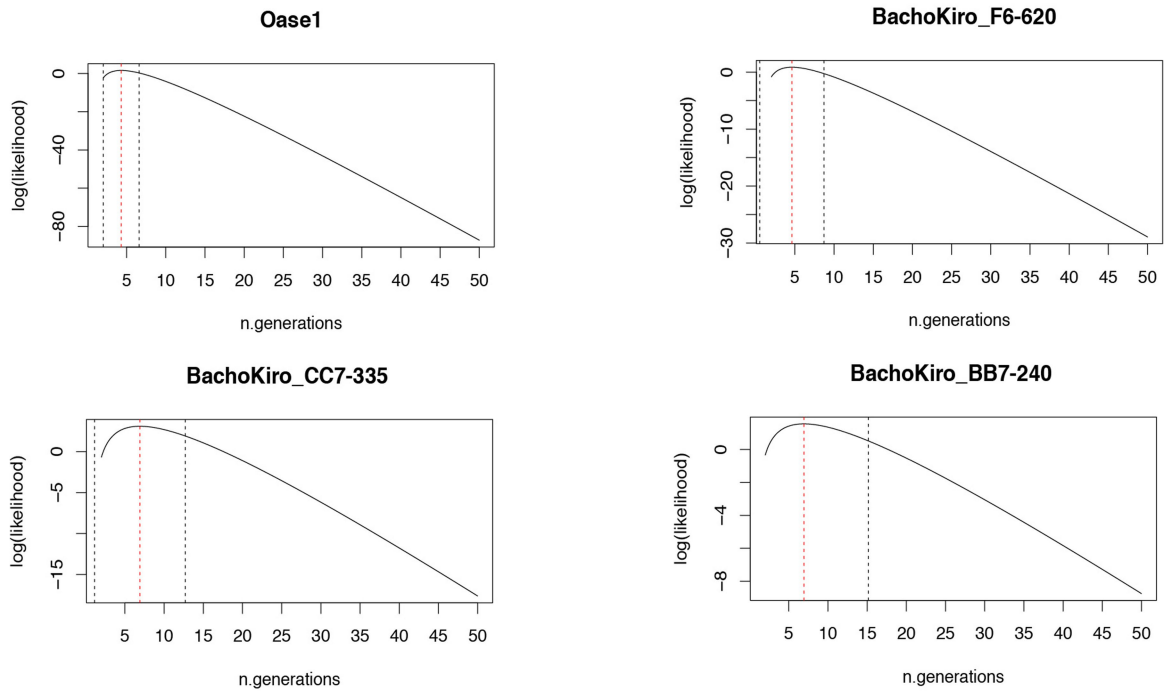 Oase1
log(likelihood)
0
−40
−80
5 10 15 20 25 30 35 40 45 50
n.generations
BachoKiro_F6-620
log(likelihood)
0
−10
−20
−30
5 10 15 20 25 30 35 40 45 50
n.generations
BachoKiro_CC7-335
log(likelihood)
0
−5
−15
5 10 15 20 25 30 35 40 45 50
n.generations
BachoKiro_BB7-240
log(likelihood)
0
−4
−8
5 10 15 20 25 30 35 40 45 50
n.generations